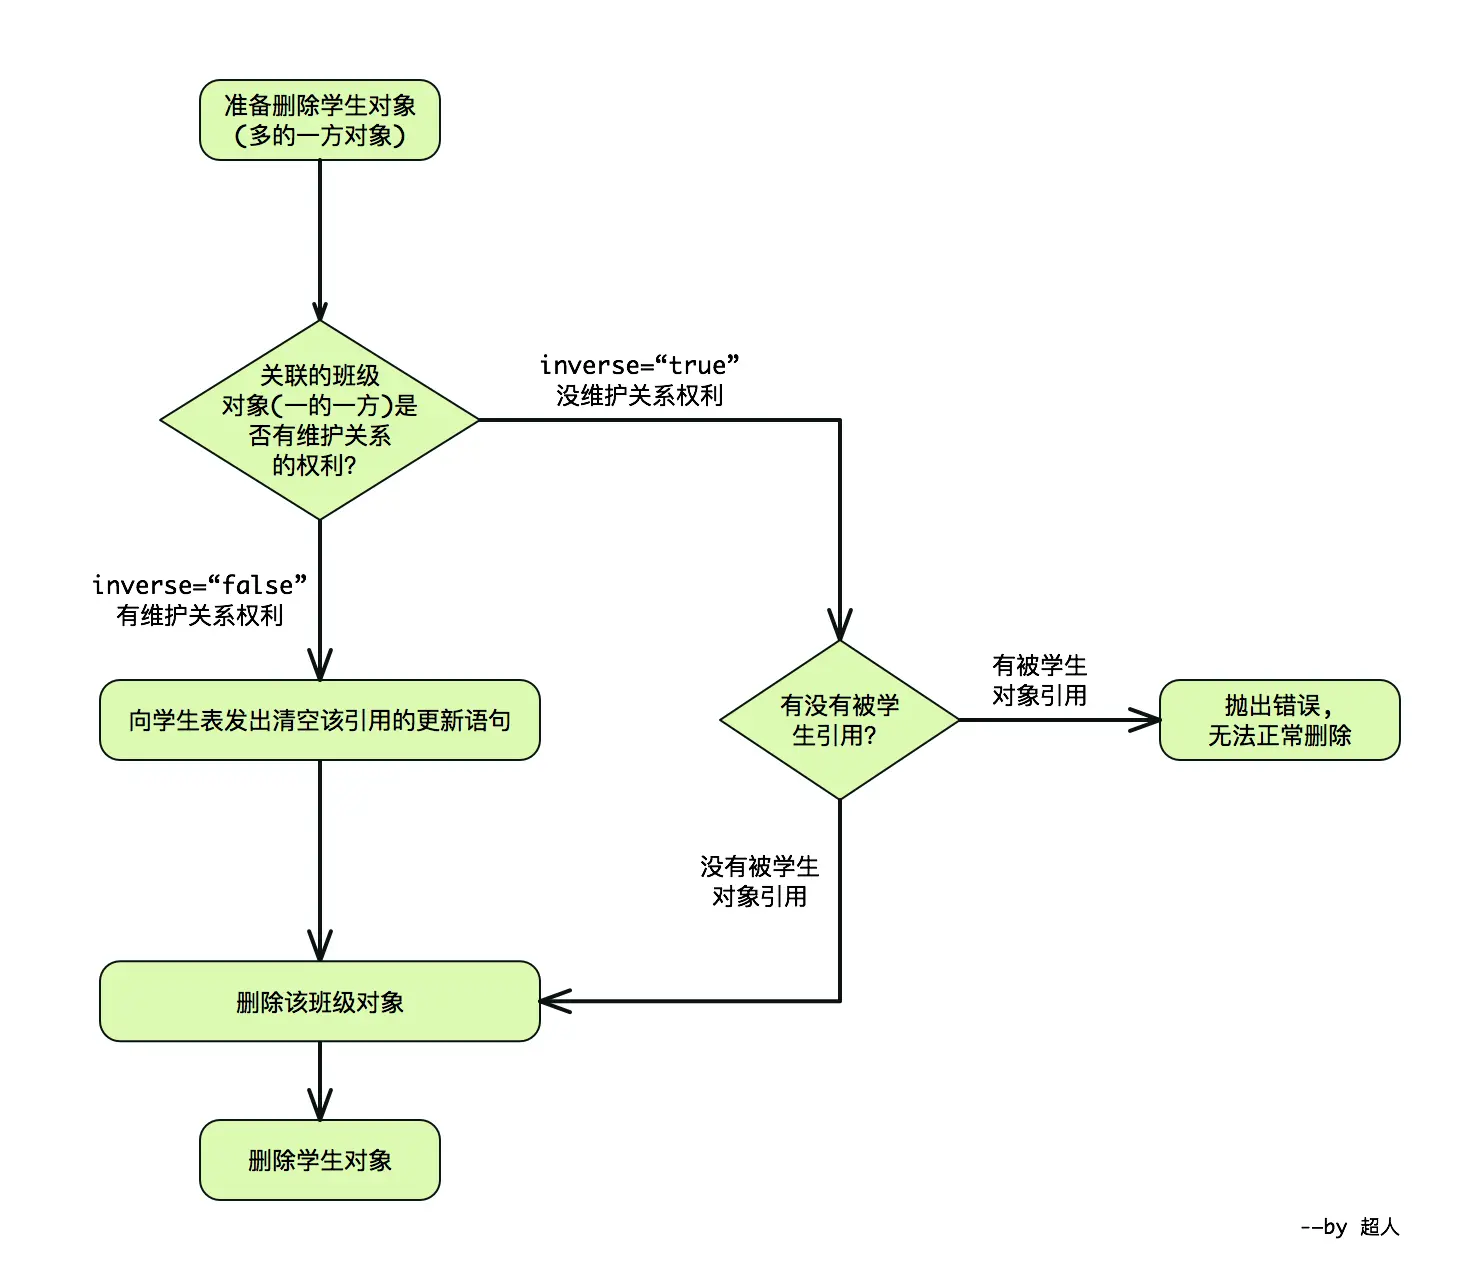 准备删除学生对象
(多的一方对象)
关联的班级
对象(一的一方)是
否有维护关系
的权利?
inverse=“true”
没维护关系权利
inverse=“false”
有维护关系权利
向学生表发出清空该引用的更新语句
有没有被学
生引用?
有被学生
对象引用
抛出错误,
无法正常删除
没有被学生
对象引用
删除该班级对象
删除学生对象
--by 超人